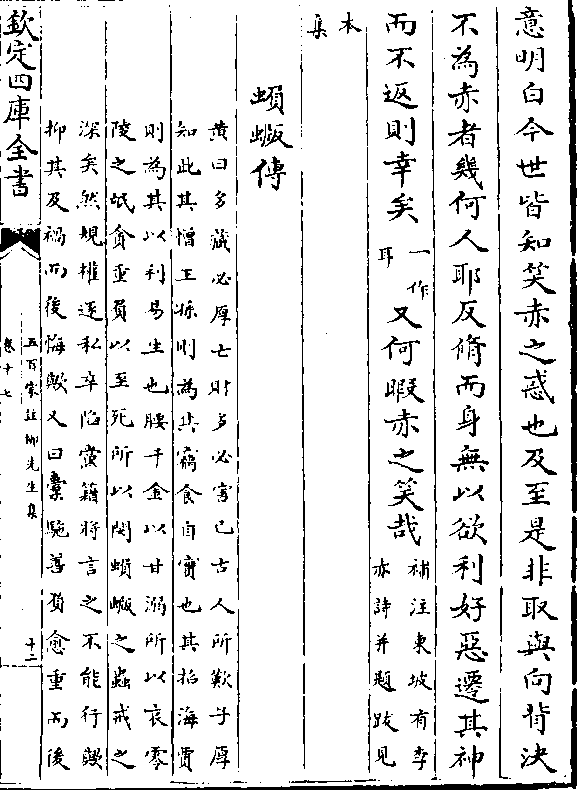 意明白今世皆知笑赤之惑也及至是非取與向背決
不為赤者幾何人耶反脩而身無以欲利好惡遷其神
而不返則幸矣一作耳又何暇赤之笑哉補注東坡有李赤詩并題跋見
本集
蝜蝂傳
黄曰多藏必厚亡財多必害己古人所歎子厚
知此其憎王孫則為其竊食自實也其招海賈
則為其以利易生也腰千金以甘溺所以哀零
陵之氓貪重負以至死所以閔蝜蝂之蟲戒之
深矣然規權逐私卒陷黨籍將言之不能行歟
抑其及禍而後悔歟又曰橐駞善負愈重而後
欽定四庫全書
五百家註柳先生集
卷十七
十二